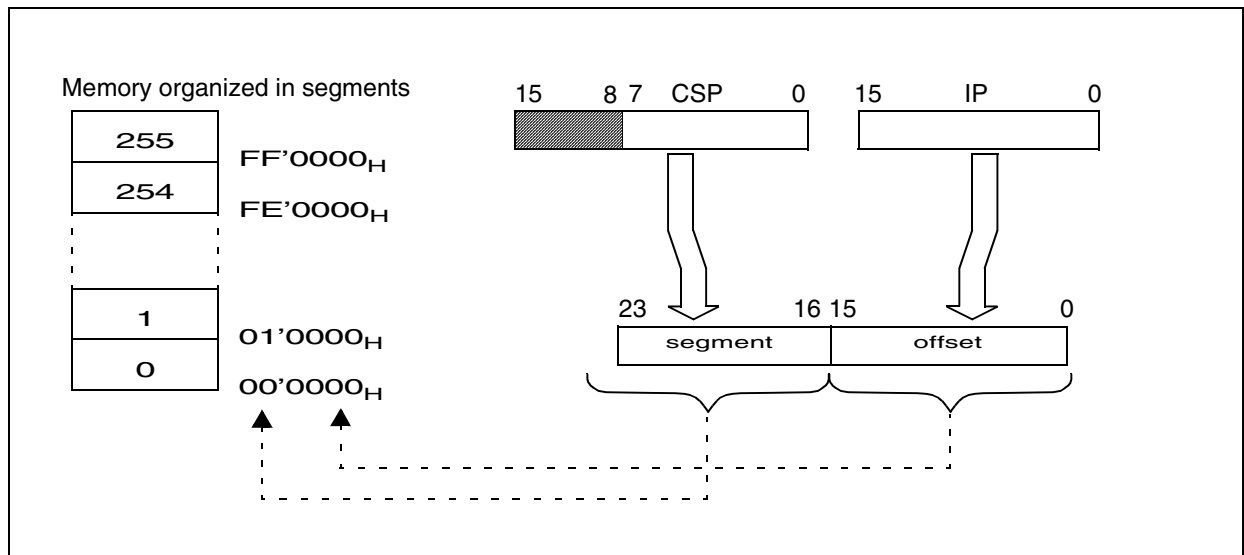 Memory organized in segments
255
FF'0000H
254
FE'0000H
1
01'0000H
0
00'0000H
15 8 7 CSP 0
15 IP 0
23 16 15 0
segment offset